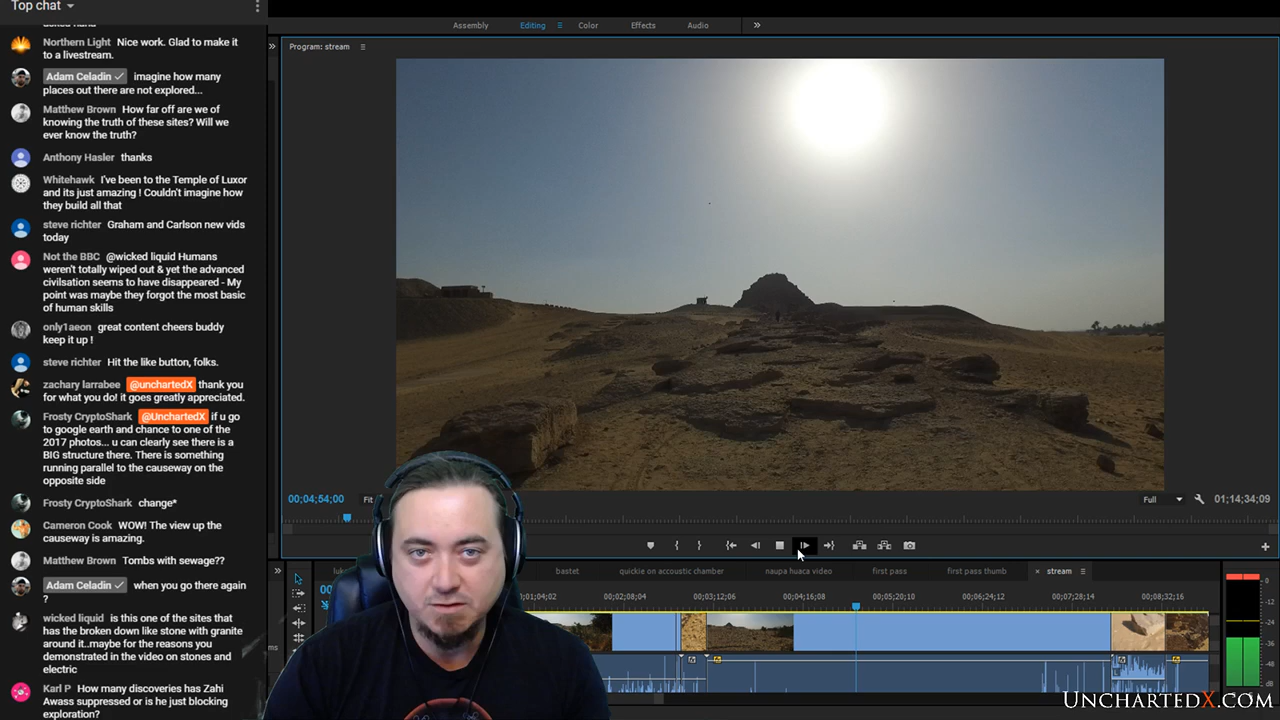 Top chat
Northern Light Nice work. Glad to make it
to a livestream.
Adam Celadin imagine how many
places out there are not explored...
Matthew Brown How far off are we of
knowing the truth of these sites? Will we
ever know the truth?
Anthony Hasler thanks
Whitehawk I've been to the Temple of Luxor
and its just amazing ! Couldn't imagine how
they build all that
steve richter Graham and Carlson new vids
today
Not the BBC @wicked liquid Humans
weren't totally wiped out & yet the advanced
civilsation seems to have disappeared - My
point was maybe they forgot the most basic
of human skills
only1aeon great content cheers buddy
keep it up !
steve richter Hit the like button, folks.
zachary larrabee @unchartedX thank you
for what you do! it goes greatly appreciated.
Frosty CryptoShark @UnchartedX if u go
to google earth and chance to one of the
2017 photos... u can clearly see there is a
BIG structure there. There is something
running parallel to the causeway on the
opposite side
Frosty CryptoShark change*
Cameron Cook WOW! The view up the
causeway is amazing.
Matthew Brown Tombs with sewage??
Adam Celadin when you go there again
?
wicked liquid is this one of the sites that
has the broken down like stone with granite
around it..maybe for the reasons you
demonstrated in the video on stones and
electric
Karl P How many discoveries has Zahi
Awass suppressed or is he just blocking
exploration?
Assembly Editing Color Effects Audio
Program: stream
00;04;54;00 Fit Full 01;14;34;09
bastet quickie on accoustic chamber naupa huaca video first pass first pass thumb stream
;01;04;02 00;02;08;04 00;03;12;06 00;04;16;08 00;05;20;10 00;06;24;12 00;07;28;14 00;08;32;16
UnchartedX.com